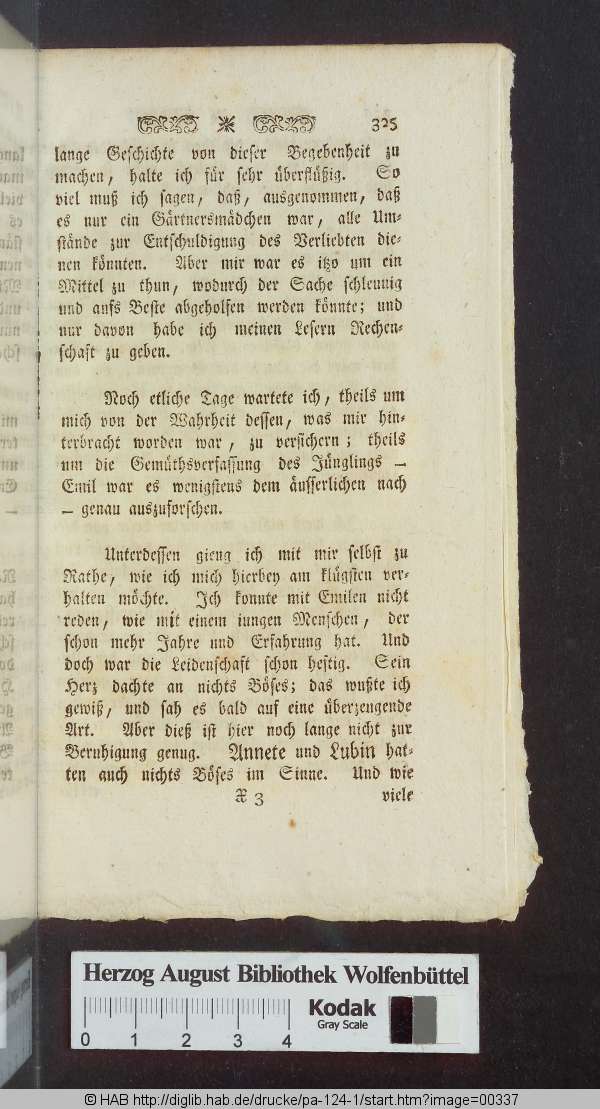 325
lange Geschichte von dieser Begebenheit zu
machen, halte ich für sehr überflüßig. So
viel muß ich sagen, daß, ausgenommen, daß
es nur ein Gärtnersmädchen war, alle Um-
stände zur Entschuldigung des Verliebten die-
nen könnten. Aber mir war es itzo um ein
Mittel zu thun, wodurch der Sache schleunig
und aufs Beste abgeholfen werden könnte; und
nur davon habe ich meinen Lesern Rechen-
schaft zu geben.
Noch etliche Tage wartete ich, theils um
mich von der Wahrheit dessen, was mir hin-
terbracht worden war, zu versichern; theils
um die Gemüthsverfassung des Jünglings —
Emil war es wenigstens dem äusserlichen nach
— genau auszuforschen.
Unterdessen gieng ich mit mir selbst zu
Rathe, wie ich mich hierbey am klügsten ver-
halten möchte. Ich konnte mit Emilen nicht
reden, wie mit einem iungen Menschen, der
schon mehr Jahre und Erfahrung hat. Und
doch war die Leidenschaft schon heftig. Sein
Herz dachte an nichts Böses; das wußte ich
gewiß, und sah es bald auf eine überzeugende
Art. Aber dieß ist hier noch lange nicht zur
Beruhigung genug. Annete und Lubin hat-
ten auch nichts Böses im Sinne. Und wie
X 3 viele
Herzog August Bibliothek Wolfenbüttel
Kodak
Gray Scale
0 1 2 3 4
© HAB http://diglib.hab.de/drucke/pa-124-1/start.htm?image=00337